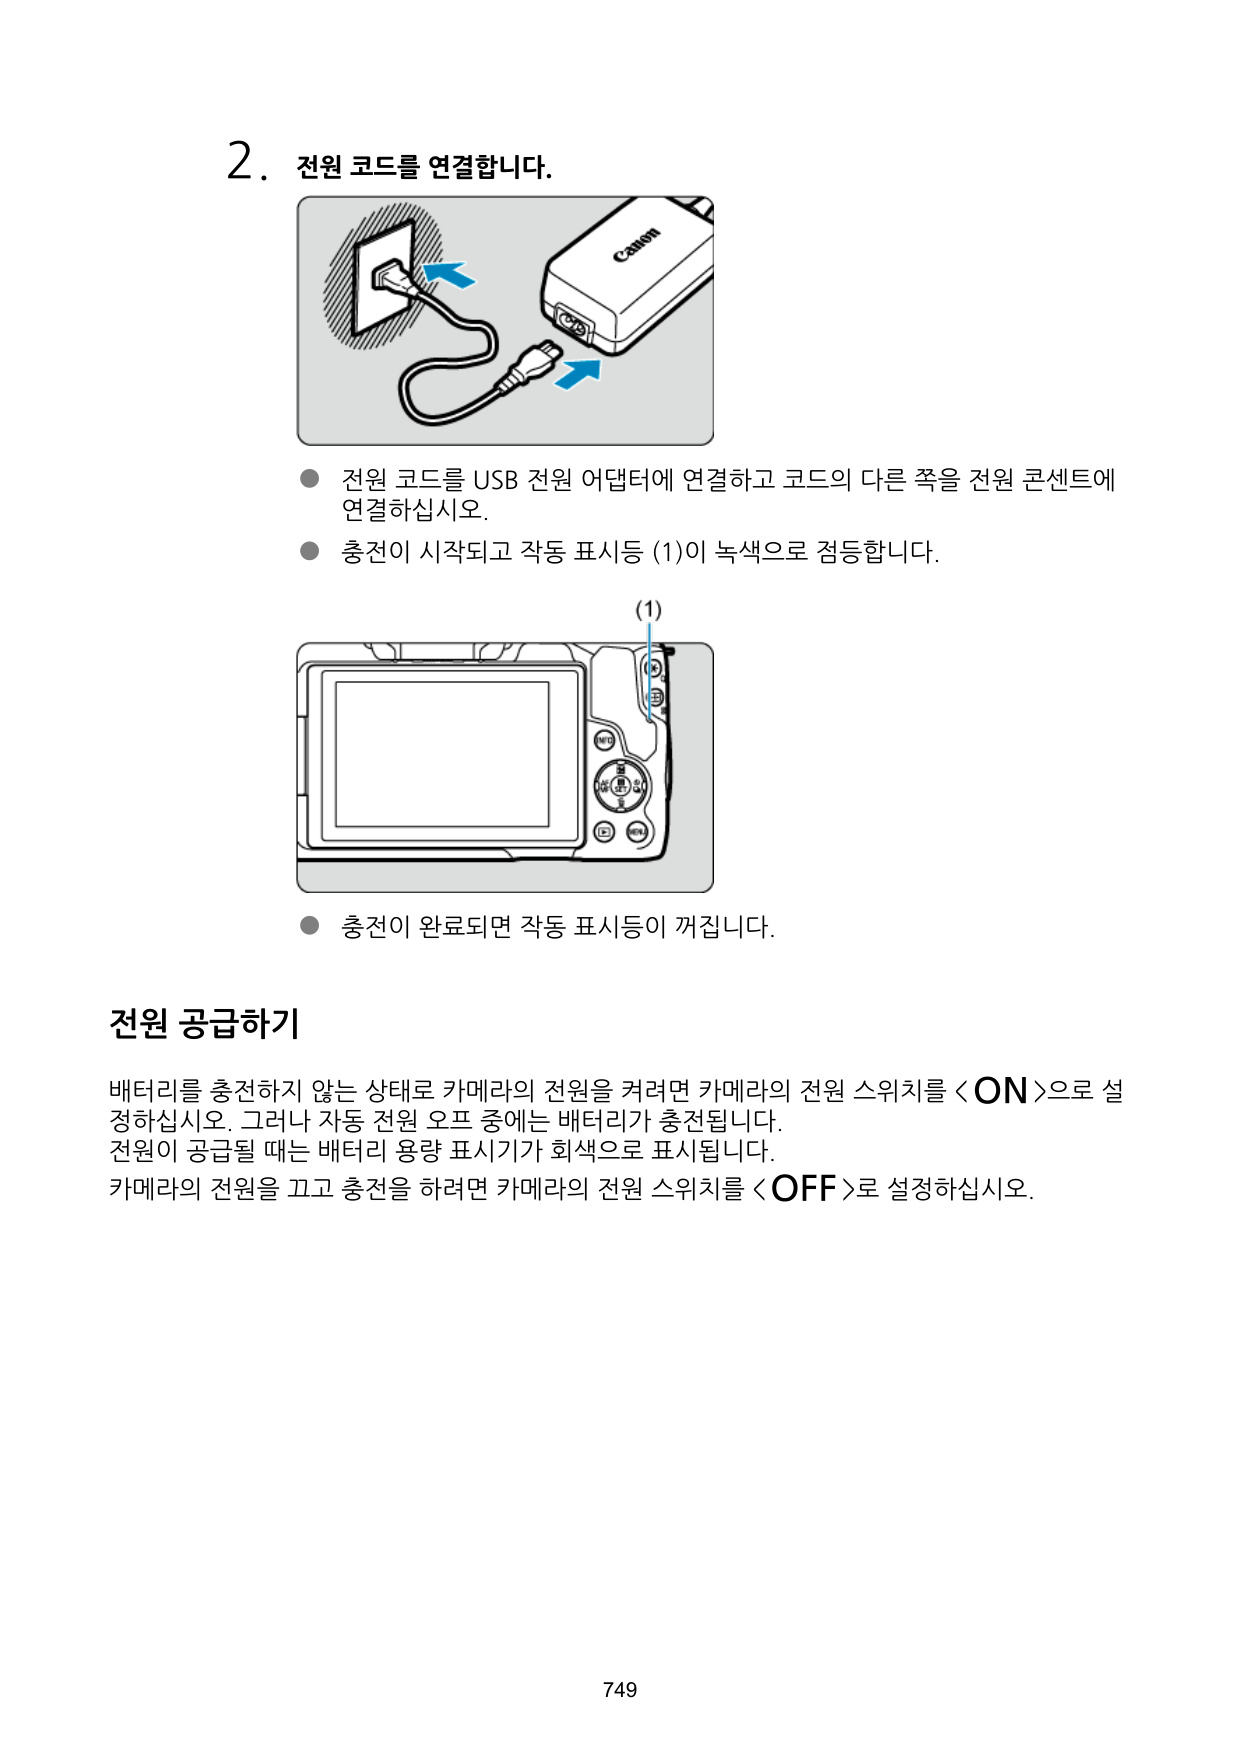 2. 전원 코드를 연결합니다.
Canon
● 전원 코드를 USB 전원 어댑터에 연결하고 코드의 다른 쪽을 전원 콘센트에
연결하십시오.
● 충전이 시작되고 작동 표시등 (1)이 녹색으로 점등합니다.
(1)
INFO
AF
MF
SET
MENU
● 충전이 완료되면 작동 표시등이 꺼집니다.
전원 공급하기
배터리를 충전하지 않는 상태로 카메라의 전원을 켜려면 카메라의 전원 스위치를 <ON>으로 설
정하십시오. 그러나 자동 전원 오프 중에는 배터리가 충전됩니다.
전원이 공급될 때는 배터리 용량 표시기가 회색으로 표시됩니다.
카메라의 전원을 끄고 충전을 하려면 카메라의 전원 스위치를 <OFF>로 설정하십시오.
749